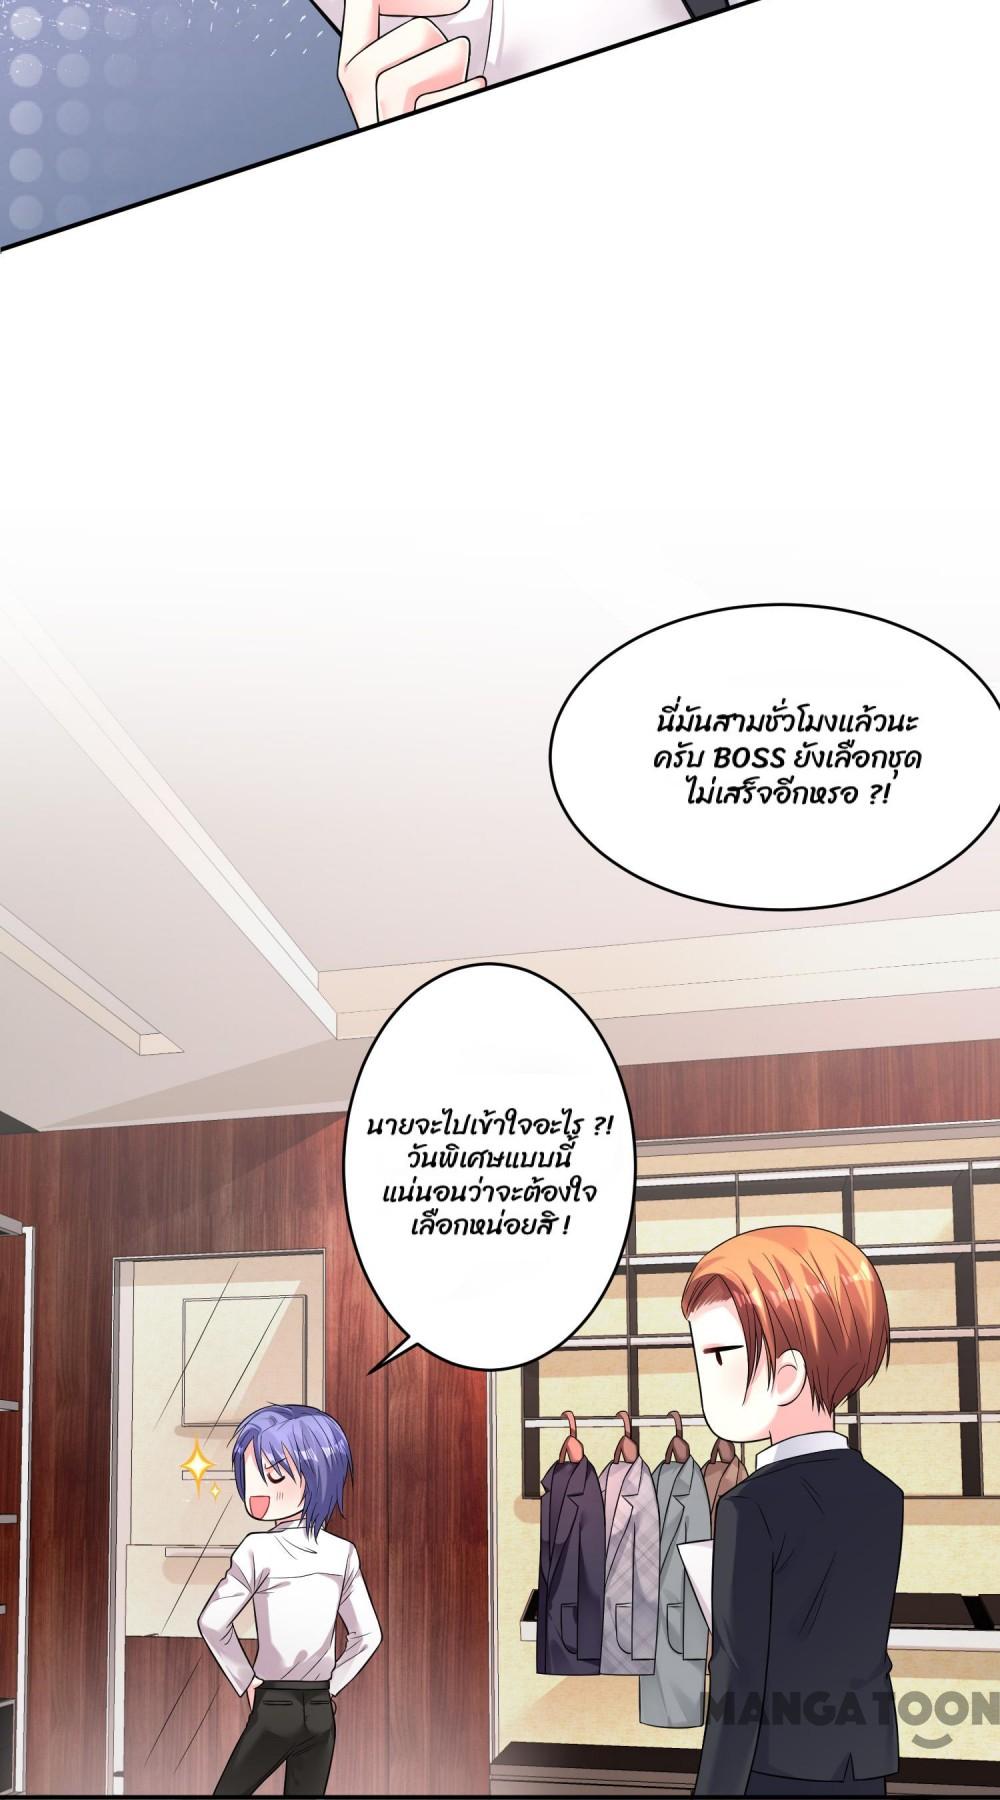 นี่มันสามชั่วโมงแล้วนะ
ครับ BOSS ยังเลือกชุด
ไม่เสร็จอีกหรอ ?!
นายจะไปเข้าใจอะไร ?!
วันพิเศษแบบนี้
แน่นอนว่าจะต้องใจ
เลือกหน่อยสิ !
MANGATOON